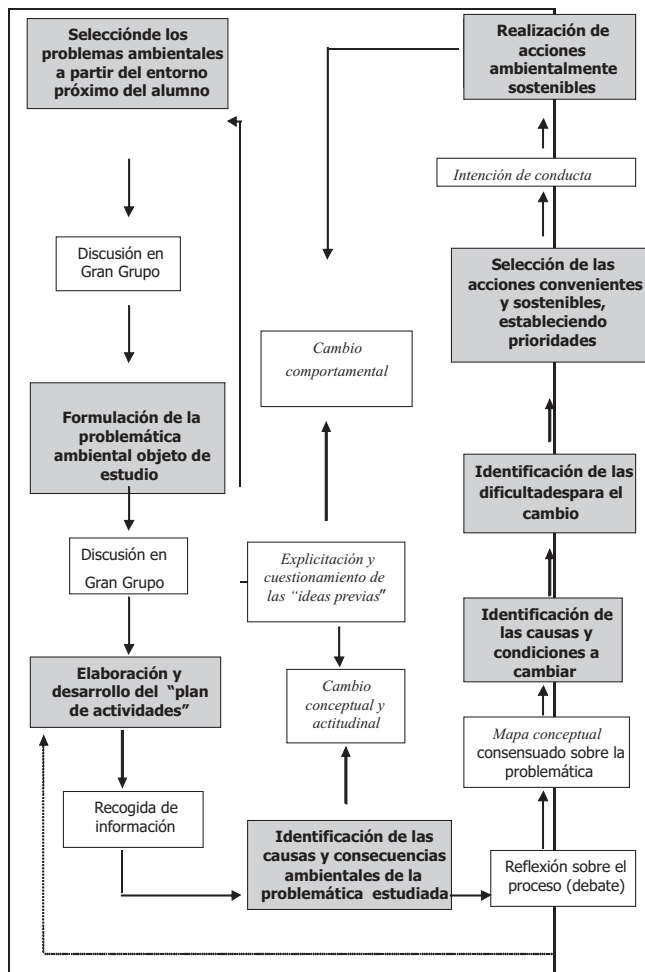 Selecciónde los
problemas ambientales
a partir del entorno
próximo del alumno
Discusión en
Gran Grupo
Formulación de la
problemática
ambiental objeto de
estudio
Discusión en
Gran Grupo
Elaboración y
desarrollo del “plan
de actividades”
Recogida de
información
Cambio
comportamental
Explicitación y
cuestionamiento de
las “ideas previas”
Cambio
conceptual y
actitudinal
Identificación de las
causas y consecuencias
ambientales de la
problemática estudiada
Realización de
acciones
ambientalmente
sostenibles
Intención de conducta
Selección de las
acciones convenientes
y sostenibles,
estableciendo
prioridades
Identificación de las
dificultadespara el
cambio
Identificación de
las causas y
condiciones a
cambiar
Mapa conceptual
consensuado sobre la
problemática
Reflexión sobre el
proceso (debate)